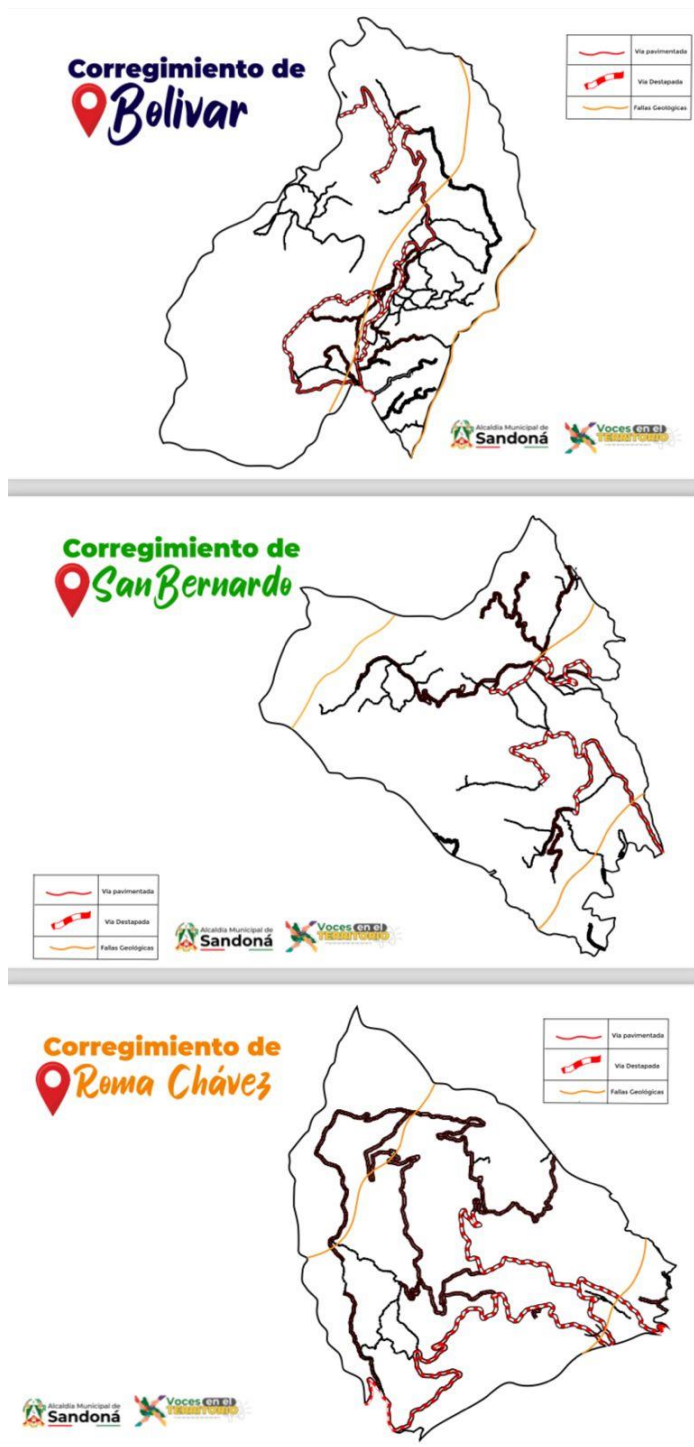 Corregimiento de
Bolivar
Vía pavimentada
Vía Destapada
Fallas Geológicas
Alcaldía Municipal de
Sandoná
Voces en el
TERRITORIO
Corregimiento de
San Bernardo
Vía pavimentada
Vía Destapada
Fallas Geológicas
Alcaldía Municipal de
Sandoná
Voces en el
TERRITORIO
Corregimiento de
Roma Chávez
Vía pavimentada
Vía Destapada
Fallas Geológicas
Alcaldía Municipal de
Sandoná
Voces en el
TERRITORIO